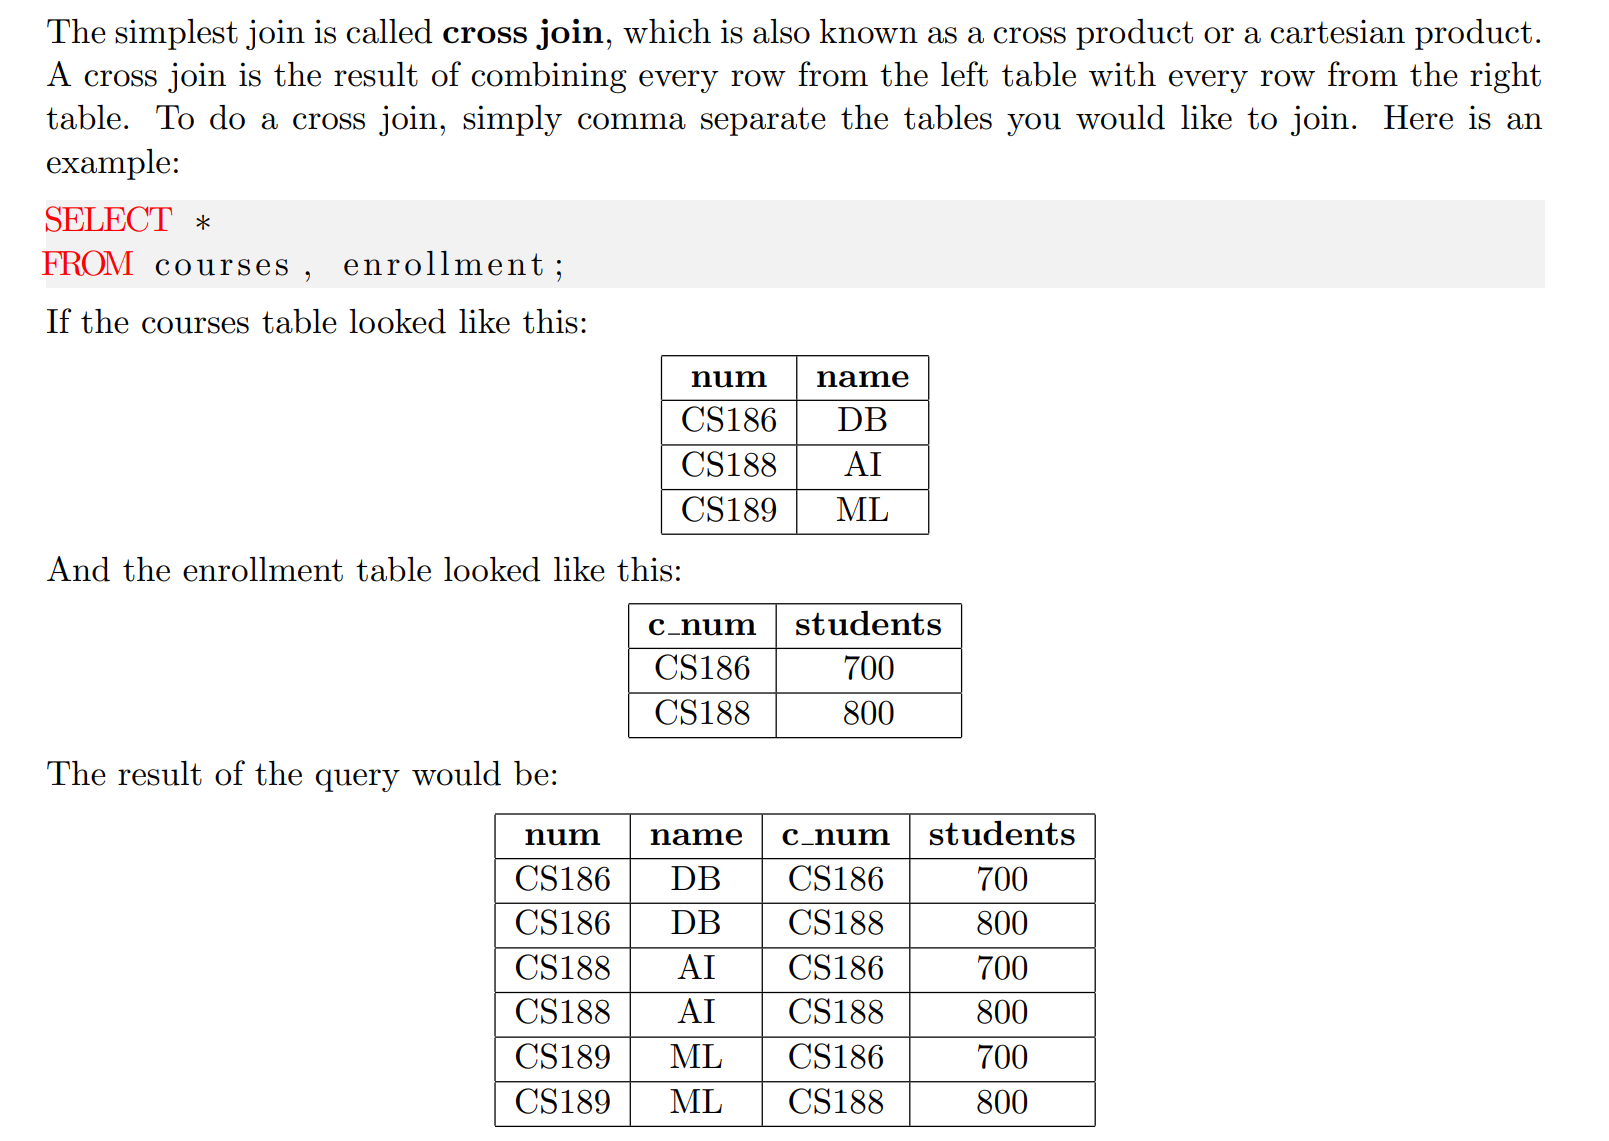 The simplest join is called cross join, which is also known as a cross product or a cartesian product.
A cross join is the result of combining every row from the left table with every row from the right
table. To do a cross join, simply comma separate the tables you would like to join. Here is an
example:
SELECT *
FROM courses, enrollment;
If the courses table looked like this:
num name
CS186 DB
CS188 AI
CS189 ML
And the enrollment table looked like this:
c_num students
CS186 700
CS188 800
The result of the query would be:
num name c_num students
CS186 DB CS186 700
CS186 DB CS188 800
CS188 AI CS186 700
CS188 AI CS188 800
CS189 ML CS186 700
CS189 ML CS188 800